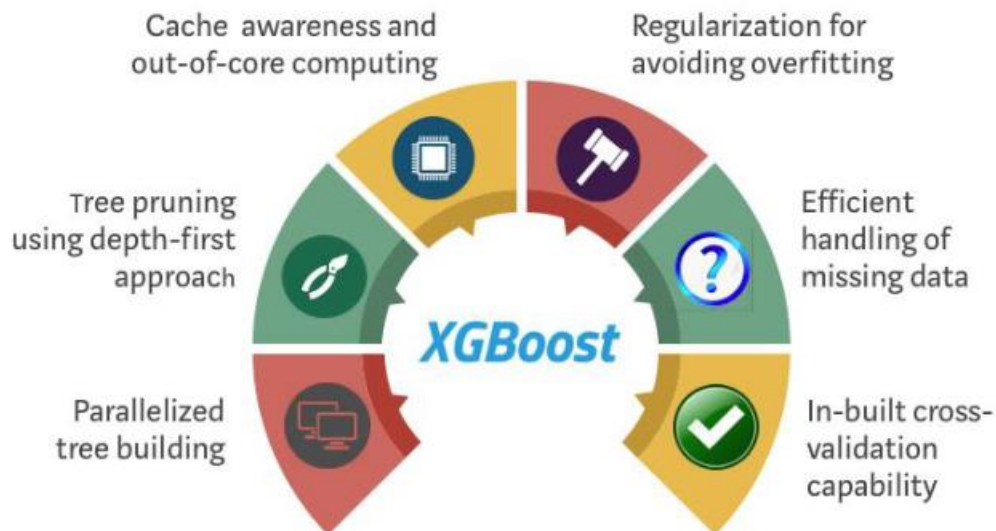 Cache awareness and
out-of-core computing
Regularization for
avoiding overfitting
Tree pruning
using depth-first
approach
Efficient
handling of
missing data
?
XGBoost
Parallelized
tree building
In-built cross-
validation
capability